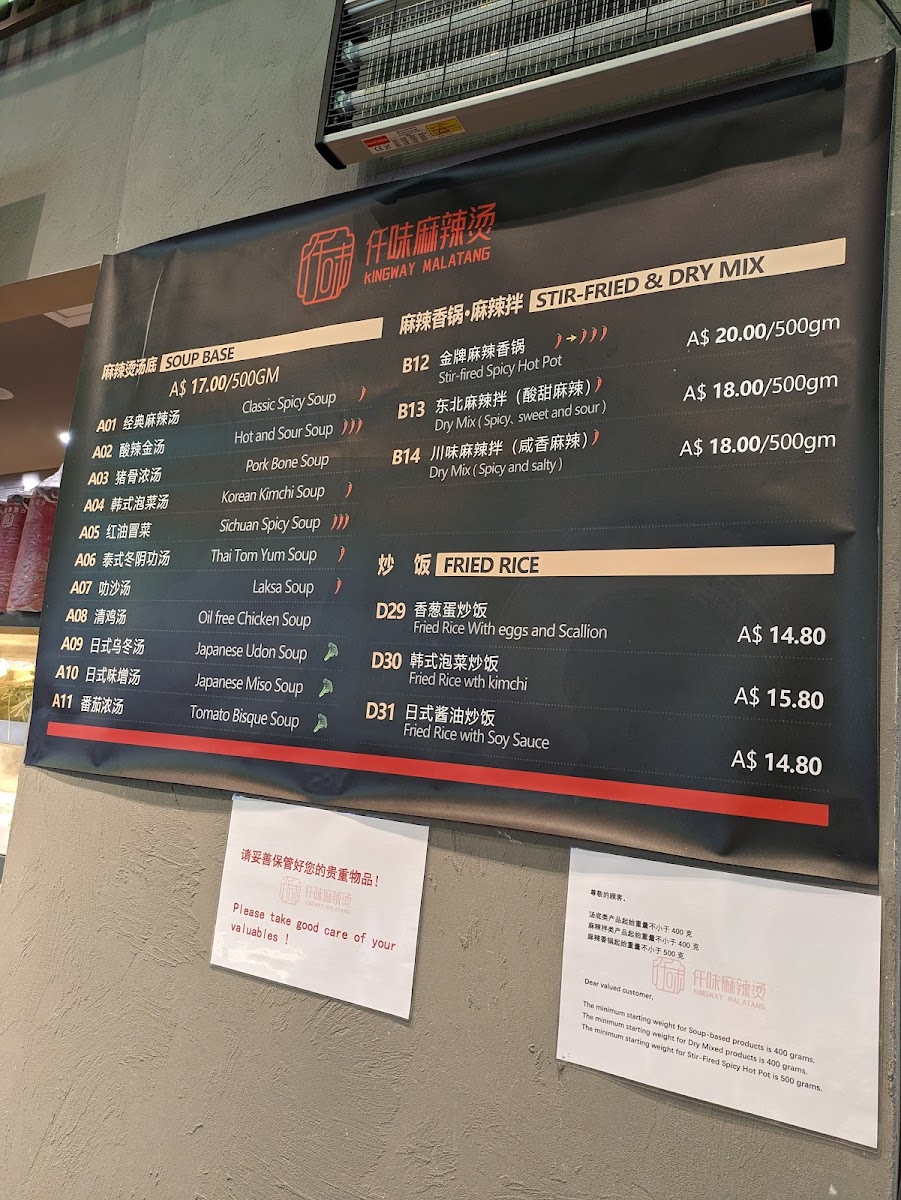 仟味
仟味麻辣烫
KINGWAY MALATANG
麻辣烫汤底 SOUP BASE
A$ 17.00/500GM
A01 经典麻辣汤 Classic Spicy Soup
A02 酸辣金汤 Hot and Sour Soup
A03 猪骨浓汤 Pork Bone Soup
A04 韩式泡菜汤 Korean Kimchi Soup
A05 红油冒菜 Sichuan Spicy Soup
A06 泰式冬阴功汤 Thai Tom Yum Soup
A07 叻沙汤 Laksa Soup
A08 清鸡汤 Oil free Chicken Soup
A09 日式乌冬汤 Japanese Udon Soup
A10 日式味增汤 Japanese Miso Soup
A11 番茄浓汤 Tomato Bisque Soup
麻辣香锅·麻辣拌 STIR-FRIED & DRY MIX
B12 金牌麻辣香锅 A$ 20.00/500gm
Stir-fired Spicy Hot Pot
B13 东北麻辣拌（酸甜麻辣） A$ 18.00/500gm
Dry Mix ( Spicy、sweet and sour )
B14 川味麻辣拌（咸香麻辣） A$ 18.00/500gm
Dry Mix ( Spicy and salty )
炒 饭 FRIED RICE
D29 香葱蛋炒饭
Fried Rice With eggs and Scallion A$ 14.80
D30 韩式泡菜炒饭
Fried Rice wth kimchi A$ 15.80
D31 日式酱油炒饭
Fried Rice with Soy Sauce A$ 14.80
请妥善保管好您的贵重物品！
仟味麻辣烫
KINGWAY MALATANG
Please take good care of your
valuables !
尊敬的顾客，
汤底类产品起始重量不小于 400 克
麻辣拌类产品起始重量不小于 400 克
麻辣香锅起始重量不小于 500 克
仟味麻辣烫
KINGWAY MALATANG
Dear valued customer,
The minimum starting weight for Soup-based products is 400 grams.
The minimum starting weight for Dry Mixed products is 400 grams.
The minimum starting weight for Stir-Fired Spicy Hot Pot is 500 grams.